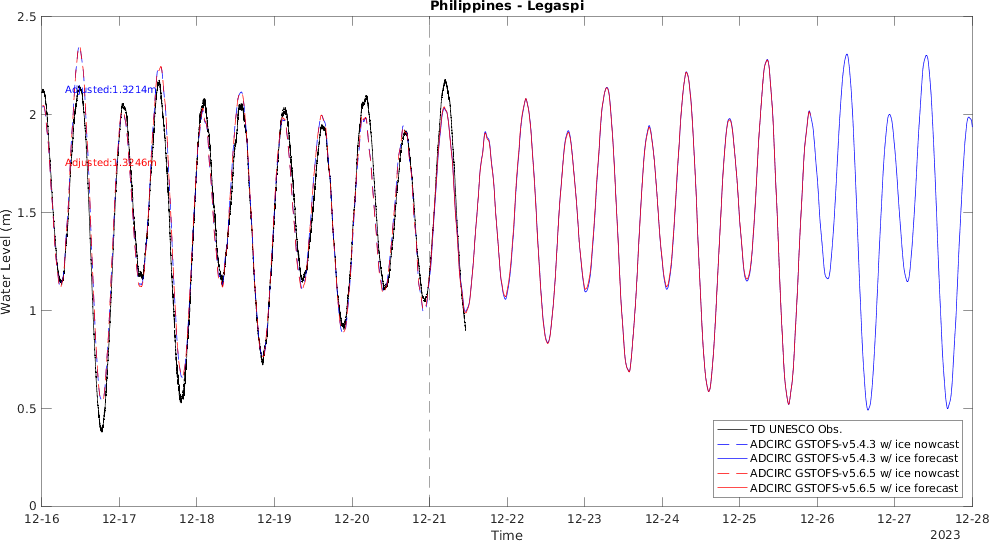 Philippines - Legaspi
2.5
2
1.5
1
0.5
0
Water Level (m)
Adjusted:1.3214m
Adjusted:1.3246m
TD UNESCO Obs.
ADCIRC GSTOFS-v5.4.3 w/ ice nowcast
ADCIRC GSTOFS-v5.4.3 w/ ice forecast
ADCIRC GSTOFS-v5.6.5 w/ ice nowcast
ADCIRC GSTOFS-v5.6.5 w/ ice forecast
12-16 12-17 12-18 12-19 12-20 12-21 12-22 12-23 12-24 12-25 12-26 12-27 12-28
Time
2023